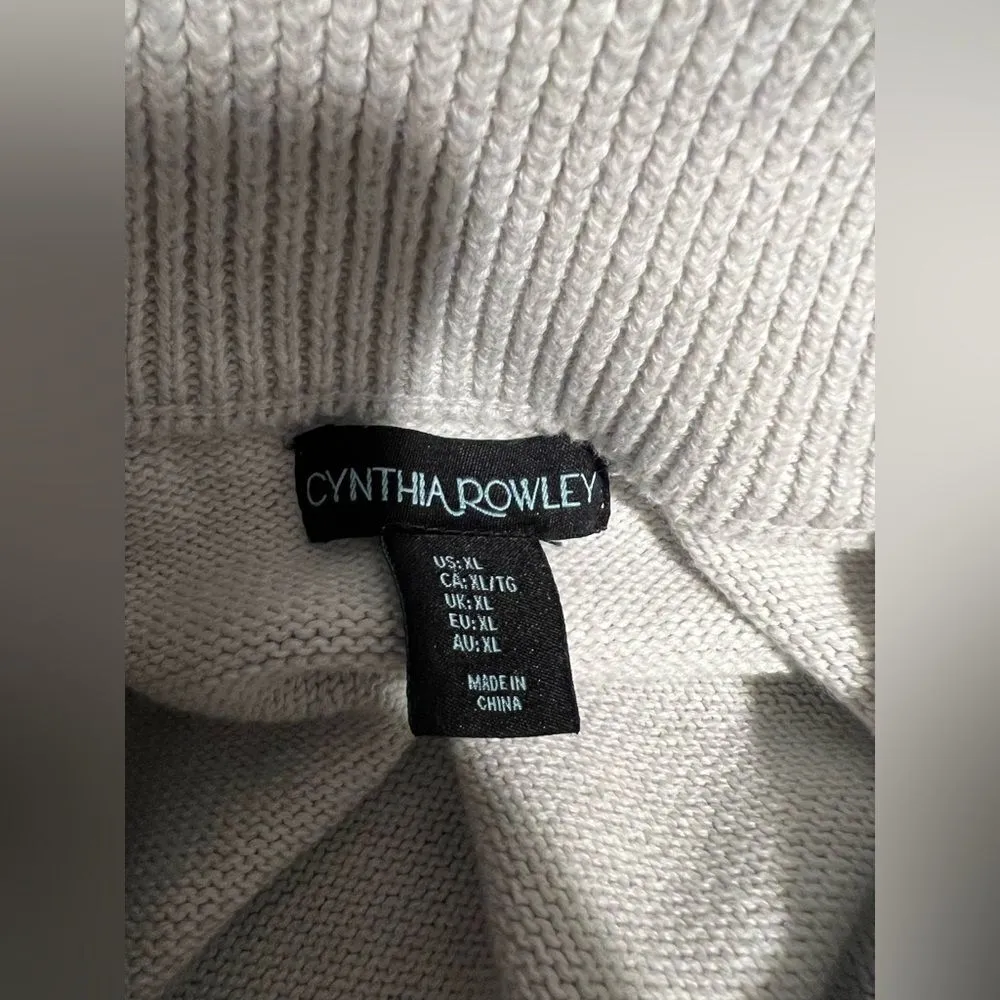 CYNTHIA ROWLEY
US: XL
CA: XL/TG
UK: XL
EU: XL
AU: XL
MADE IN
CHINA